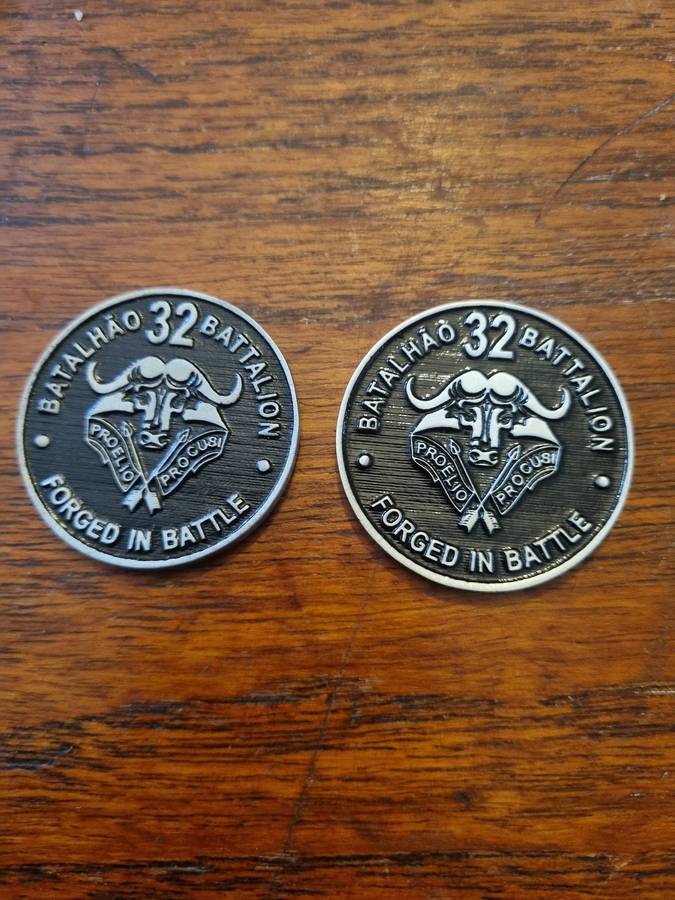 BATALHÃO 32 BATTALION
PROELIO
PROCUSI
FORGED IN BATTLE
BATALHÃO 32 BATTALION
PROELIO
PROCUSI
FORGED IN BATTLE